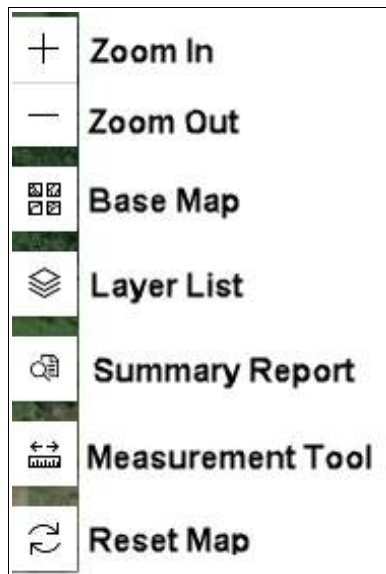 Zoom In
Zoom Out
Base Map
Layer List
Summary Report
Measurement Tool
Reset Map